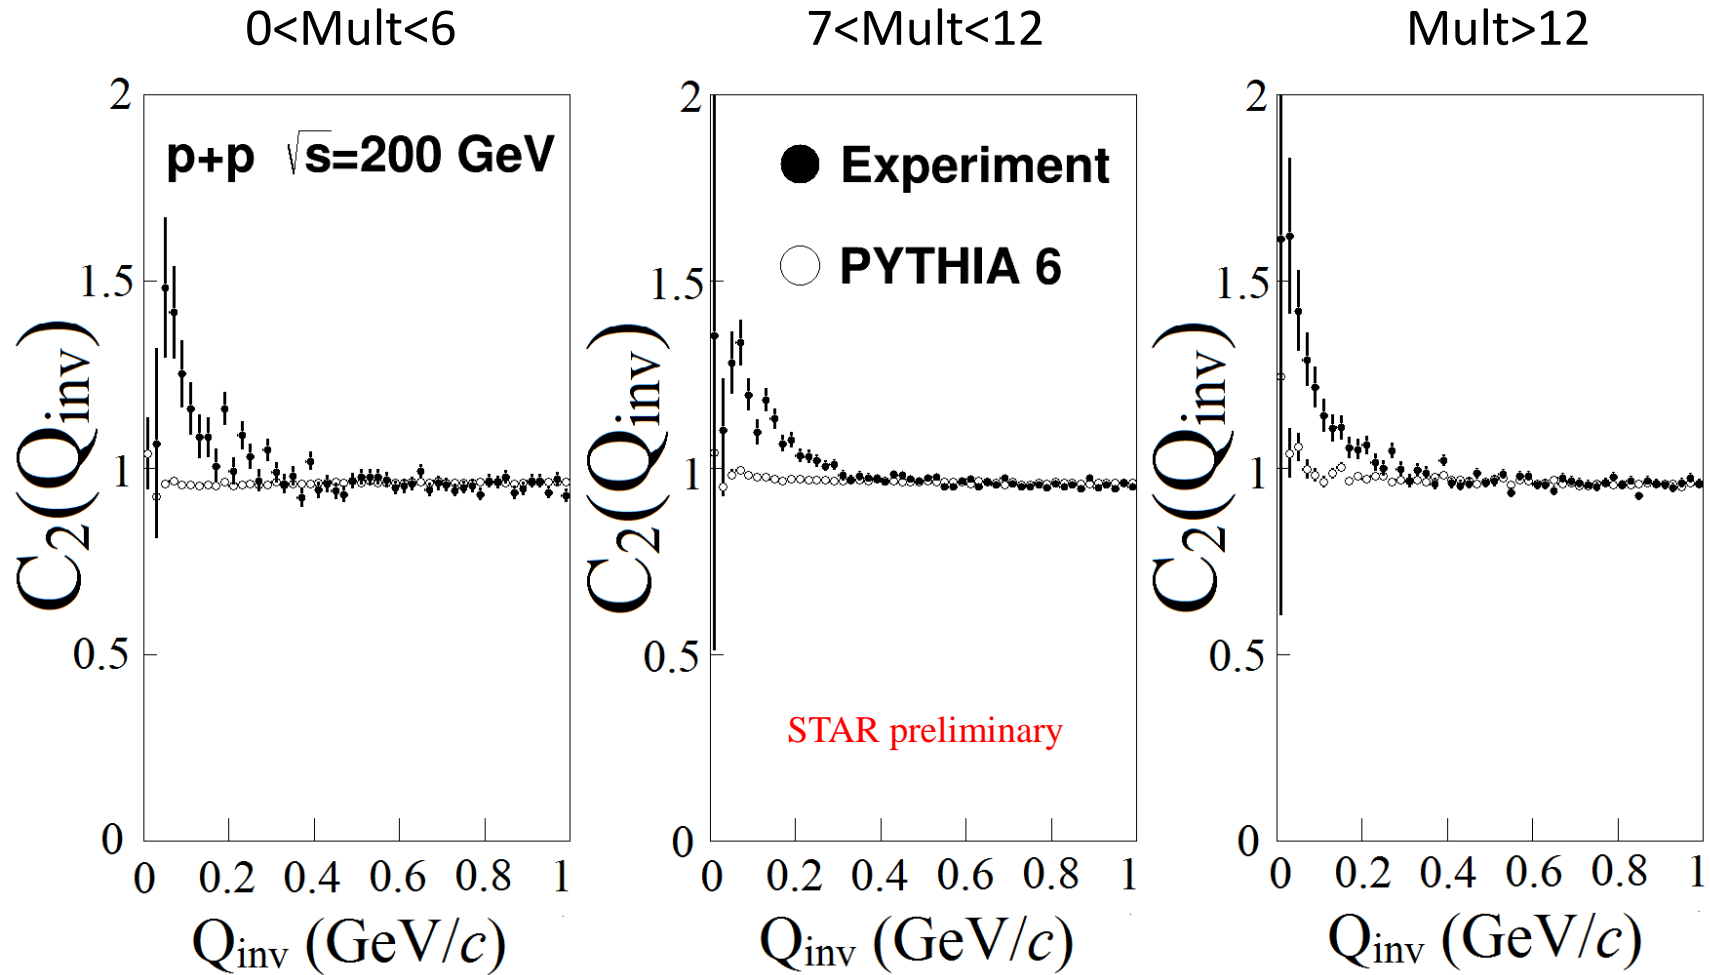 0<Mult<6
7<Mult<12
Mult>12
2
1.5
1
0.5
0
p+p √s=200 GeV
C2(Qinv)
0 0.2 0.4 0.6 0.8 1
Qinv (GeV/c)
2
1.5
1
0.5
0
Experiment
PYTHIA 6
STAR preliminary
C2(Qinv)
0 0.2 0.4 0.6 0.8 1
Qinv (GeV/c)
2
1.5
1
0.5
0
C2(Qinv)
0 0.2 0.4 0.6 0.8 1
Qinv (GeV/c)